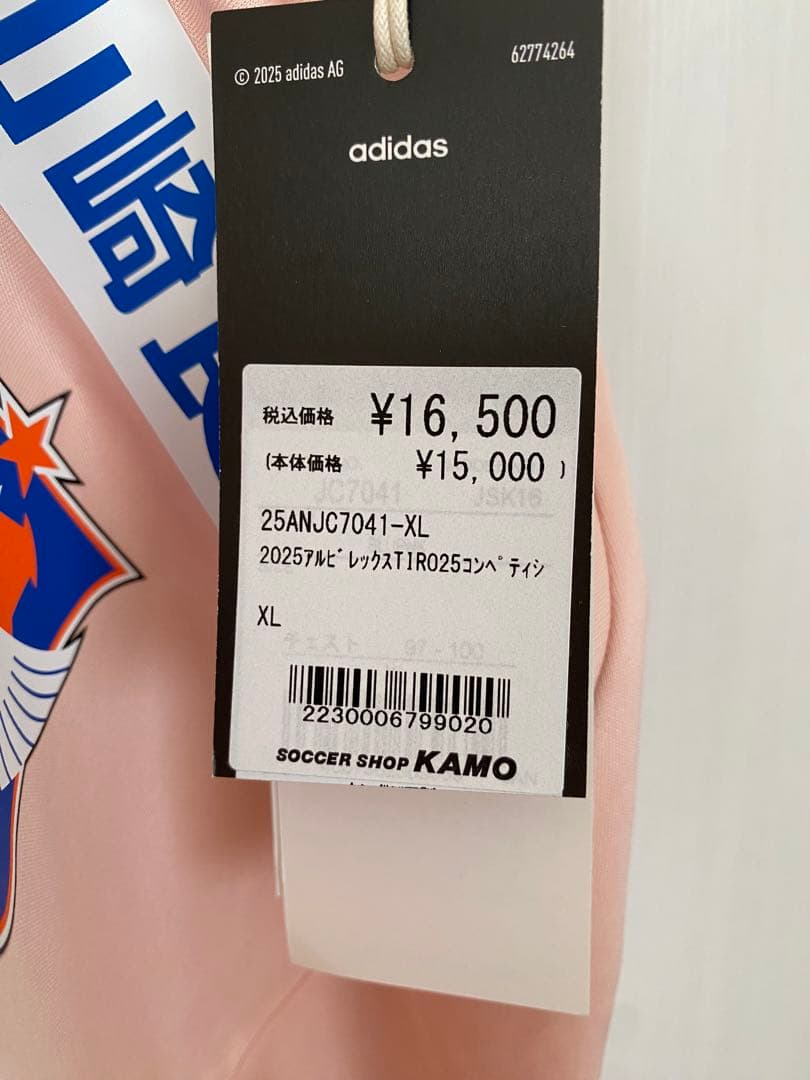 崎
© 2025 adidas AG
62774264
adidas
税込価格 ¥16,500
(本体価格 ¥15,000 )
JC7041 JSK16
25ANJC7041-XL
2025ｱﾙﾋﾞﾚｯｸｽTIRO25ｺﾝﾍﾟﾃｨｼ
XL
チェスト 97 - 100
2230006799020
SOCCER SHOP KAMO